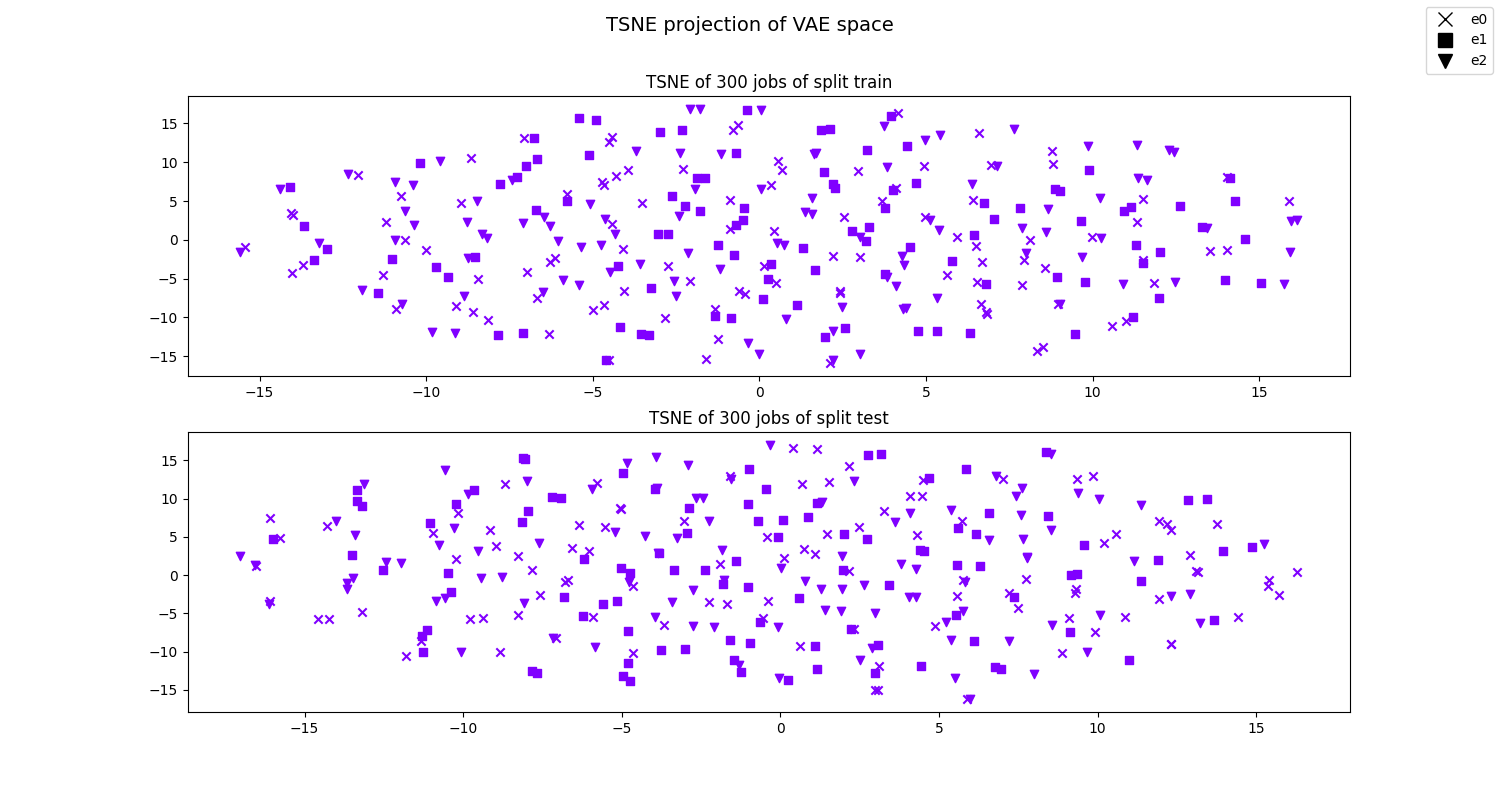 TSNE projection of VAE space
e0
e1
e2
TSNE of 300 jobs of split train
15
10
5
0
−5
−10
−15
−15 −10 −5 0 5 10 15
TSNE of 300 jobs of split test
15
10
5
0
−5
−10
−15
−15 −10 −5 0 5 10 15